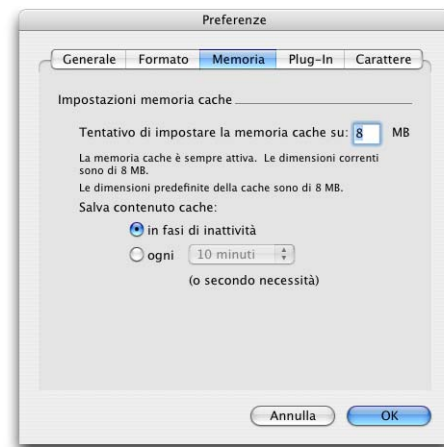 Preferenze
Generale Formato Memoria Plug-In Carattere
Impostazioni memoria cache
Tentativo di impostare la memoria cache su: 8 MB
La memoria cache è sempre attiva. Le dimensioni correnti
sono di 8 MB.
Le dimensioni predefinite della cache sono di 8 MB.
Salva contenuto cache:
in fasi di inattività
ogni 10 minuti
(o secondo necessità)
Annulla OK